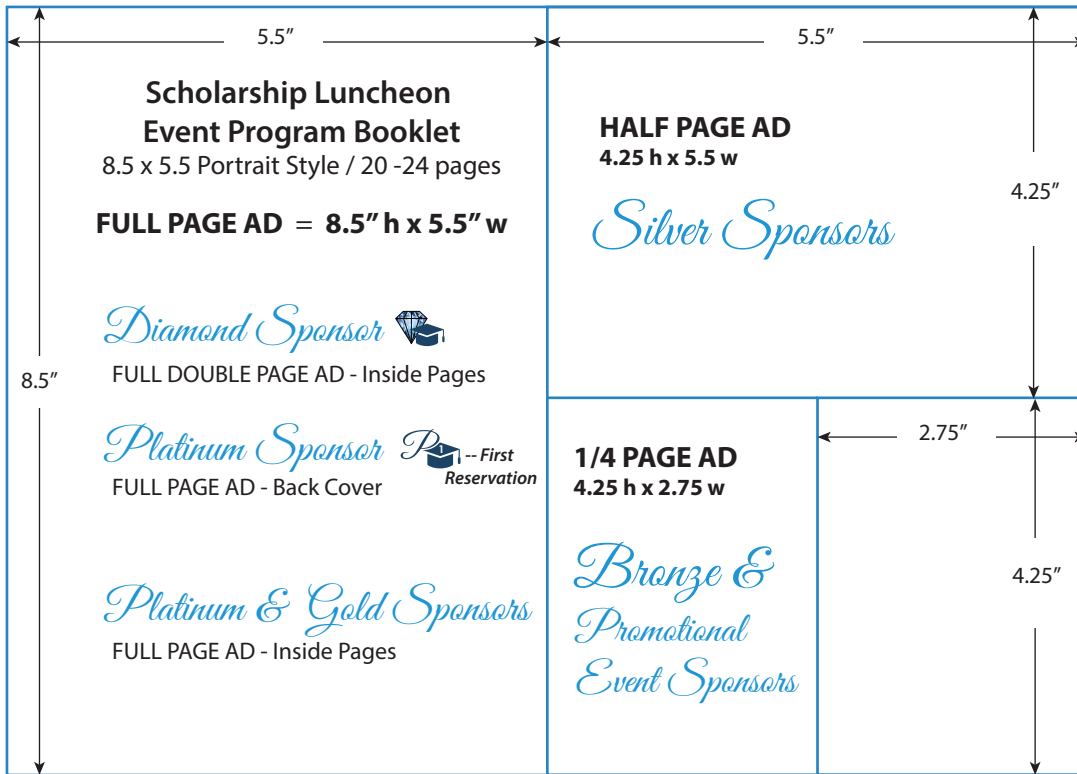 5.5”
Scholarship Luncheon
Event Program Booklet
8.5 x 5.5 Portrait Style / 20 -24 pages
FULL PAGE AD = 8.5” h x 5.5” w
Diamond Sponsor
FULL DOUBLE PAGE AD - Inside Pages
8.5”
Platinum Sponsor P 1 -- First
Reservation
FULL PAGE AD - Back Cover
Platinum & Gold Sponsors
FULL PAGE AD - Inside Pages
5.5”
HALF PAGE AD
4.25 h x 5.5 w
4.25”
Silver Sponsors
2.75”
1/4 PAGE AD
4.25 h x 2.75 w
Bronze &
Promotional
Event Sponsors
4.25”